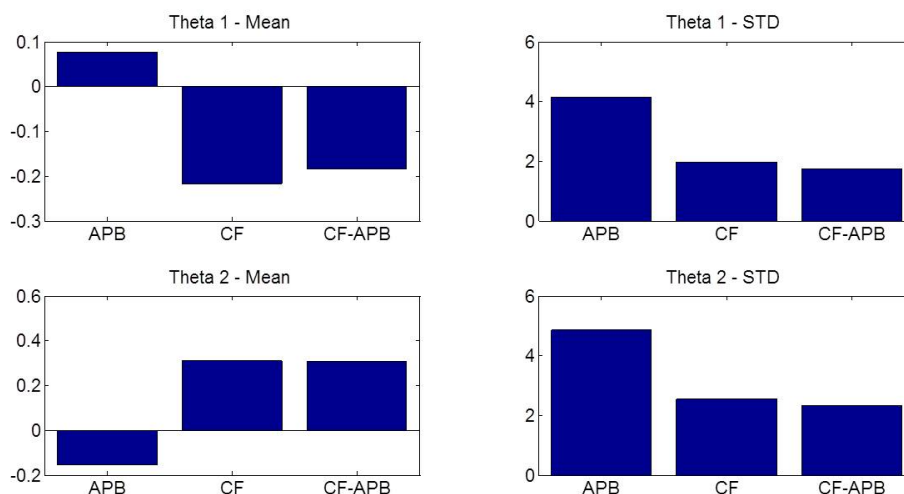 Theta 1 - Mean
0.1
0
-0.1
-0.2
-0.3
APB CF CF-APB
Theta 1 - STD
6
4
2
0
APB CF CF-APB
Theta 2 - Mean
0.6
0.4
0.2
0
-0.2
APB CF CF-APB
Theta 2 - STD
6
4
2
0
APB CF CF-APB